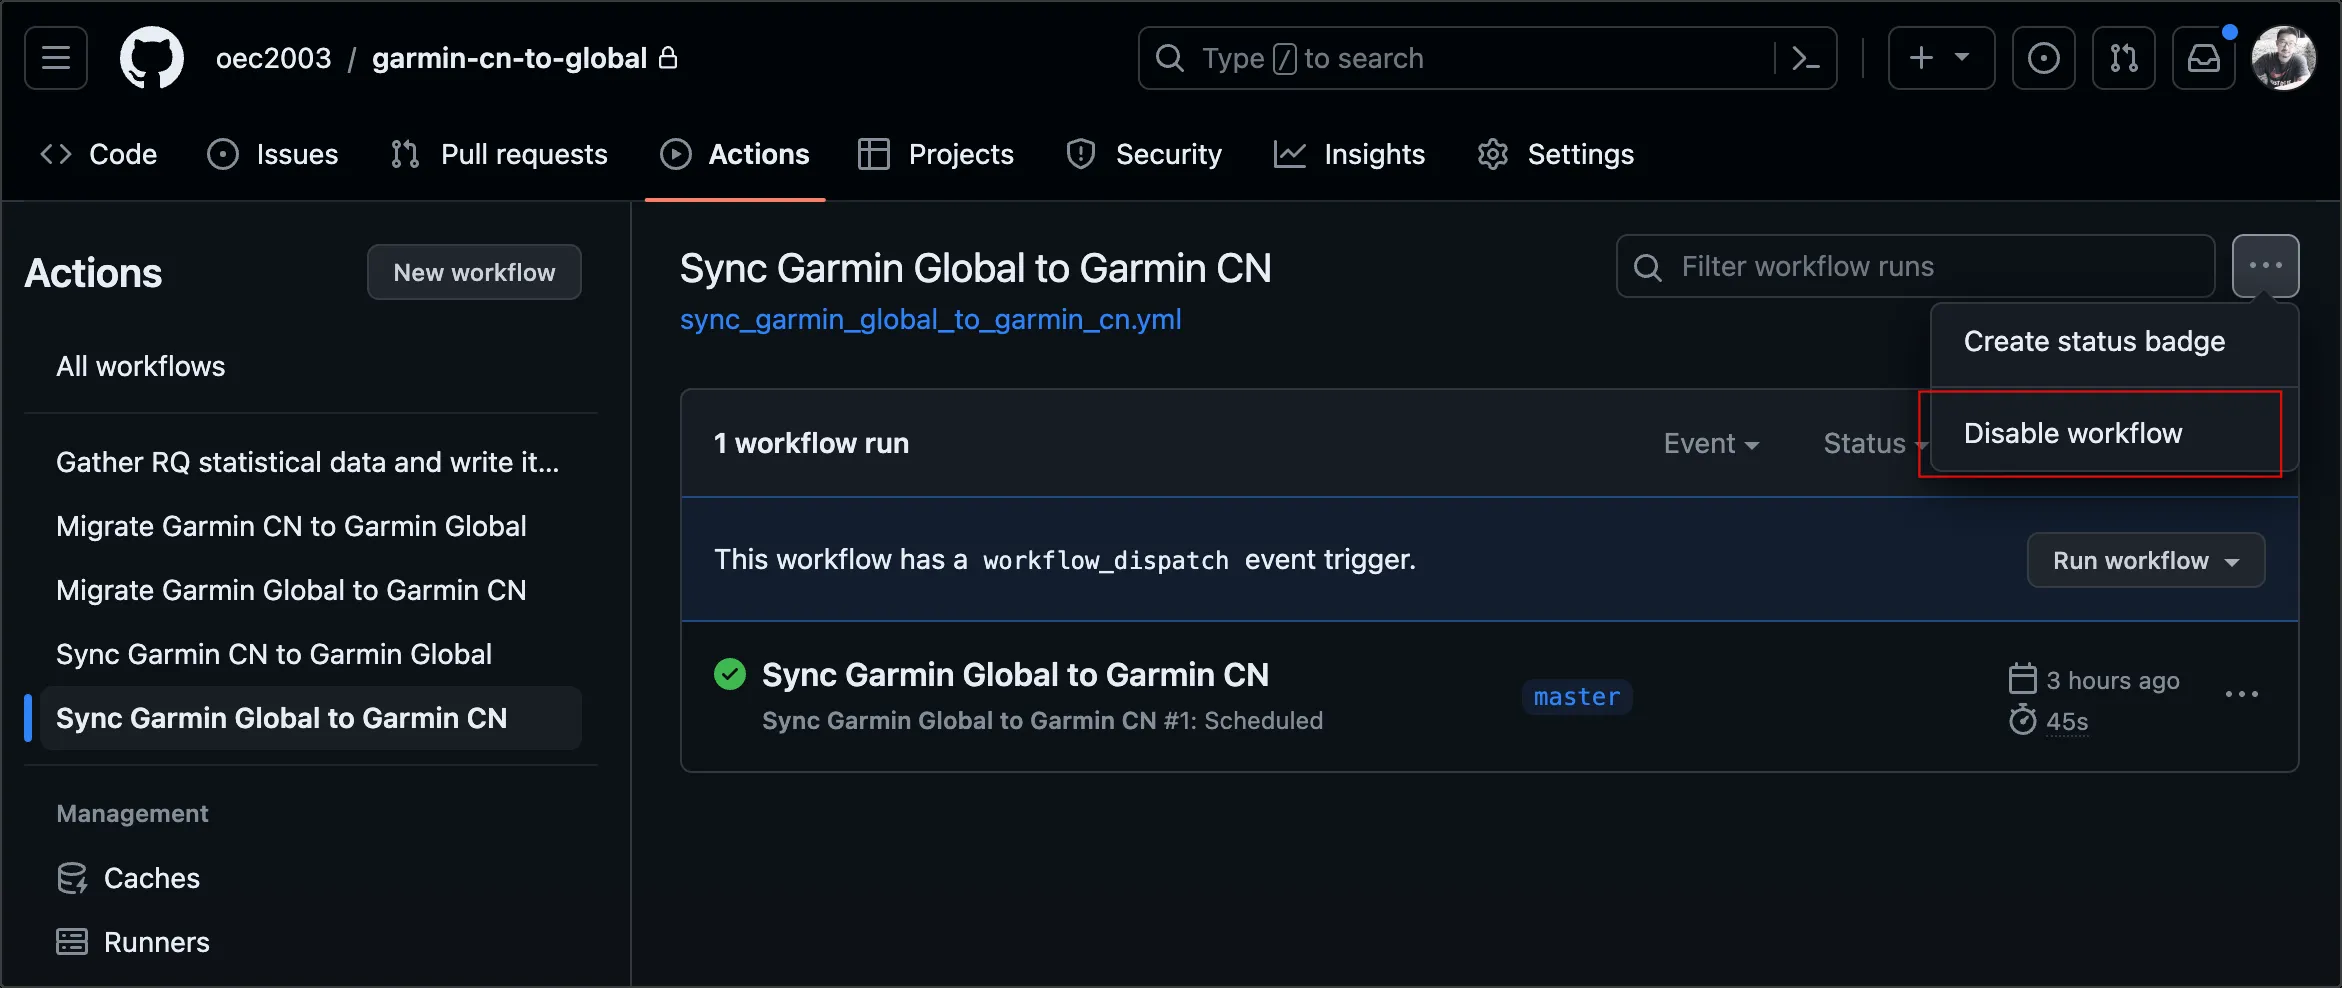 oec2003 / garmin-cn-to-global
Type / to search
Code Issues Pull requests Actions Projects Security Insights Settings
Actions
New workflow
All workflows
Gather RQ statistical data and write it...
Migrate Garmin CN to Garmin Global
Migrate Garmin Global to Garmin CN
Sync Garmin CN to Garmin Global
Sync Garmin Global to Garmin CN
Management
Caches
Runners
Sync Garmin Global to Garmin CN
sync_garmin_global_to_garmin_cn.yml
Filter workflow runs
Create status badge
Disable workflow
1 workflow run
Event
Status
This workflow has a workflow_dispatch event trigger.
Run workflow
Sync Garmin Global to Garmin CN
Sync Garmin Global to Garmin CN #1: Scheduled
master
3 hours ago
45s